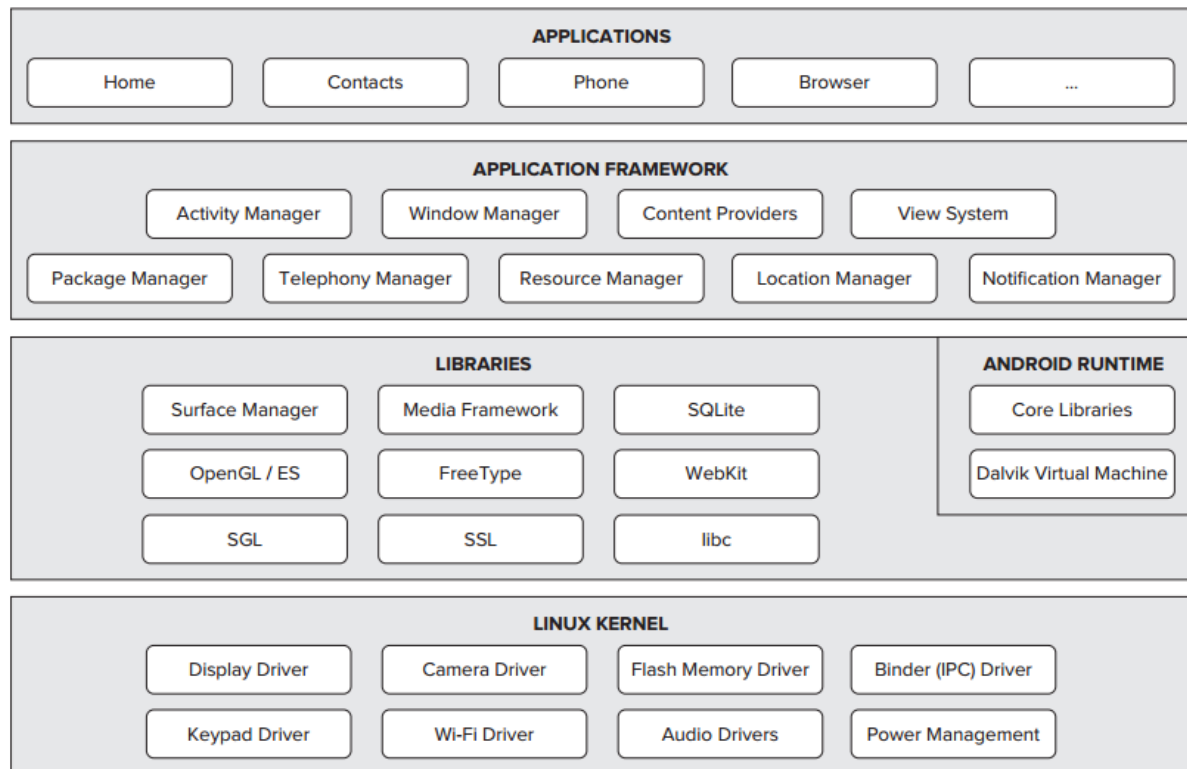 APPLICATIONS
Home Contacts Phone Browser ...
APPLICATION FRAMEWORK
Activity Manager Window Manager Content Providers View System
Package Manager Telephony Manager Resource Manager Location Manager Notification Manager
LIBRARIES ANDROID RUNTIME
Surface Manager Media Framework SQLite Core Libraries
OpenGL / ES FreeType WebKit Dalvik Virtual Machine
SGL SSL libc
LINUX KERNEL
Display Driver Camera Driver Flash Memory Driver Binder (IPC) Driver
Keypad Driver Wi-Fi Driver Audio Drivers Power Management